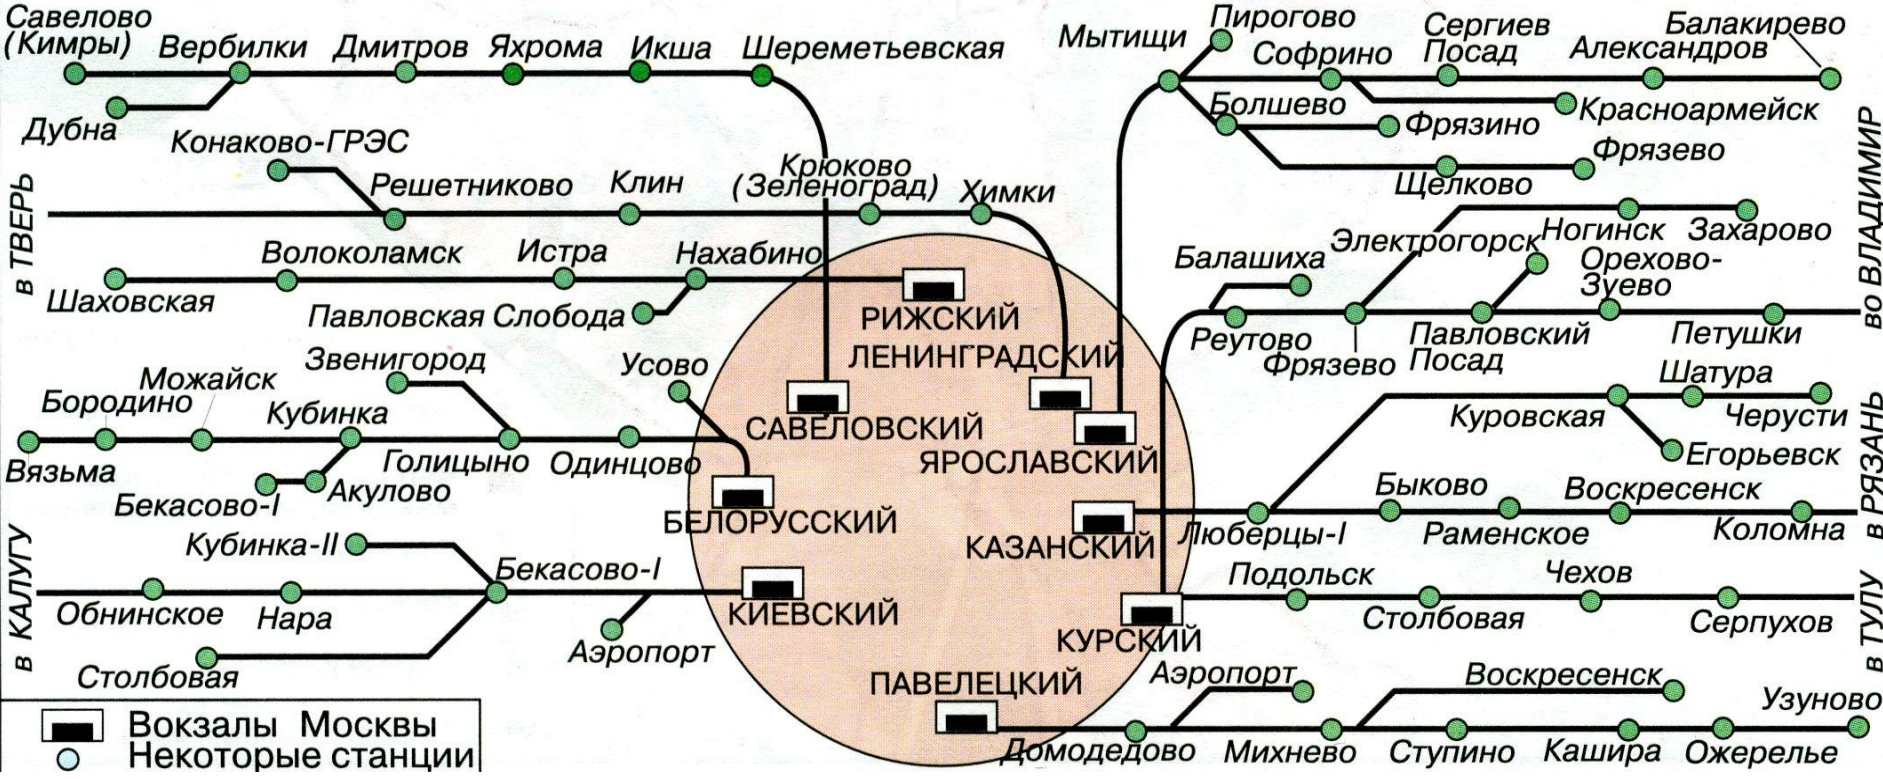 Савелово
(Кимры)
Вербилки
Дмитров
Яхрома
Икша
Шереметьевская
Дубна
Конаково-ГРЭС
Решетниково
Клин
Крюково
(Зеленоград)
Химки
в ТВЕРЬ
Шаховская
Волоколамск
Истра
Нахабино
Павловская Слобода
РИЖСКИЙ
ЛЕНИНГРАДСКИЙ
Звенигород
Усово
Можайск
Бородино
Кубинка
Вязьма
Голицыно
Одинцово
Бекасово-I
Акулово
САВЕЛОВСКИЙ
ЯРОСЛАВСКИЙ
БЕЛОРУССКИЙ
КАЗАНСКИЙ
Кубинка-II
Бекасово-I
в КАЛУГУ
Обнинское
Нара
Столбовая
Аэропорт
КИЕВСКИЙ
КУРСКИЙ
ПАВЕЛЕЦКИЙ
Мытищи
Пирогово
Софрино
Сергиев
Посад
Александров
Балакирево
Болшево
Фрязино
Красноармейск
Щелково
Фрязево
во ВЛАДИМИР
Балашиха
Электрогорск
Ногинск
Захарово
Орехово-
Зуево
Реутово
Фрязево
Павловский
Посад
Петушки
Куровская
Шатура
Черусти
Егорьевск
в РЯЗАНЬ
Люберцы-I
Быково
Раменское
Воскресенск
Коломна
Подольск
Столбовая
Чехов
Серпухов
в ТУЛУ
Аэропорт
Воскресенск
Узуново
Домодедово
Михнево
Ступино
Кашира
Ожерелье
Вокзалы Москвы
Некоторые станции